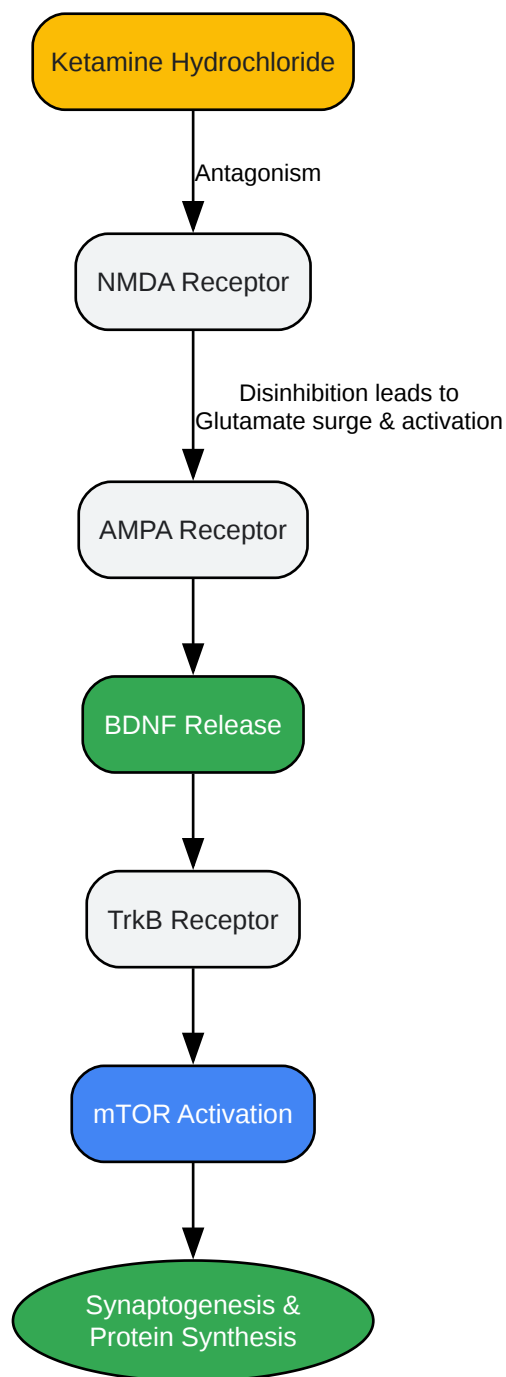 Ketamine Hydrochloride
Antagonism
NMDA Receptor
Disinhibition leads to
Glutamate surge & activation
AMPA Receptor
BDNF Release
TrkB Receptor
mTOR Activation
Synaptogenesis &
Protein Synthesis